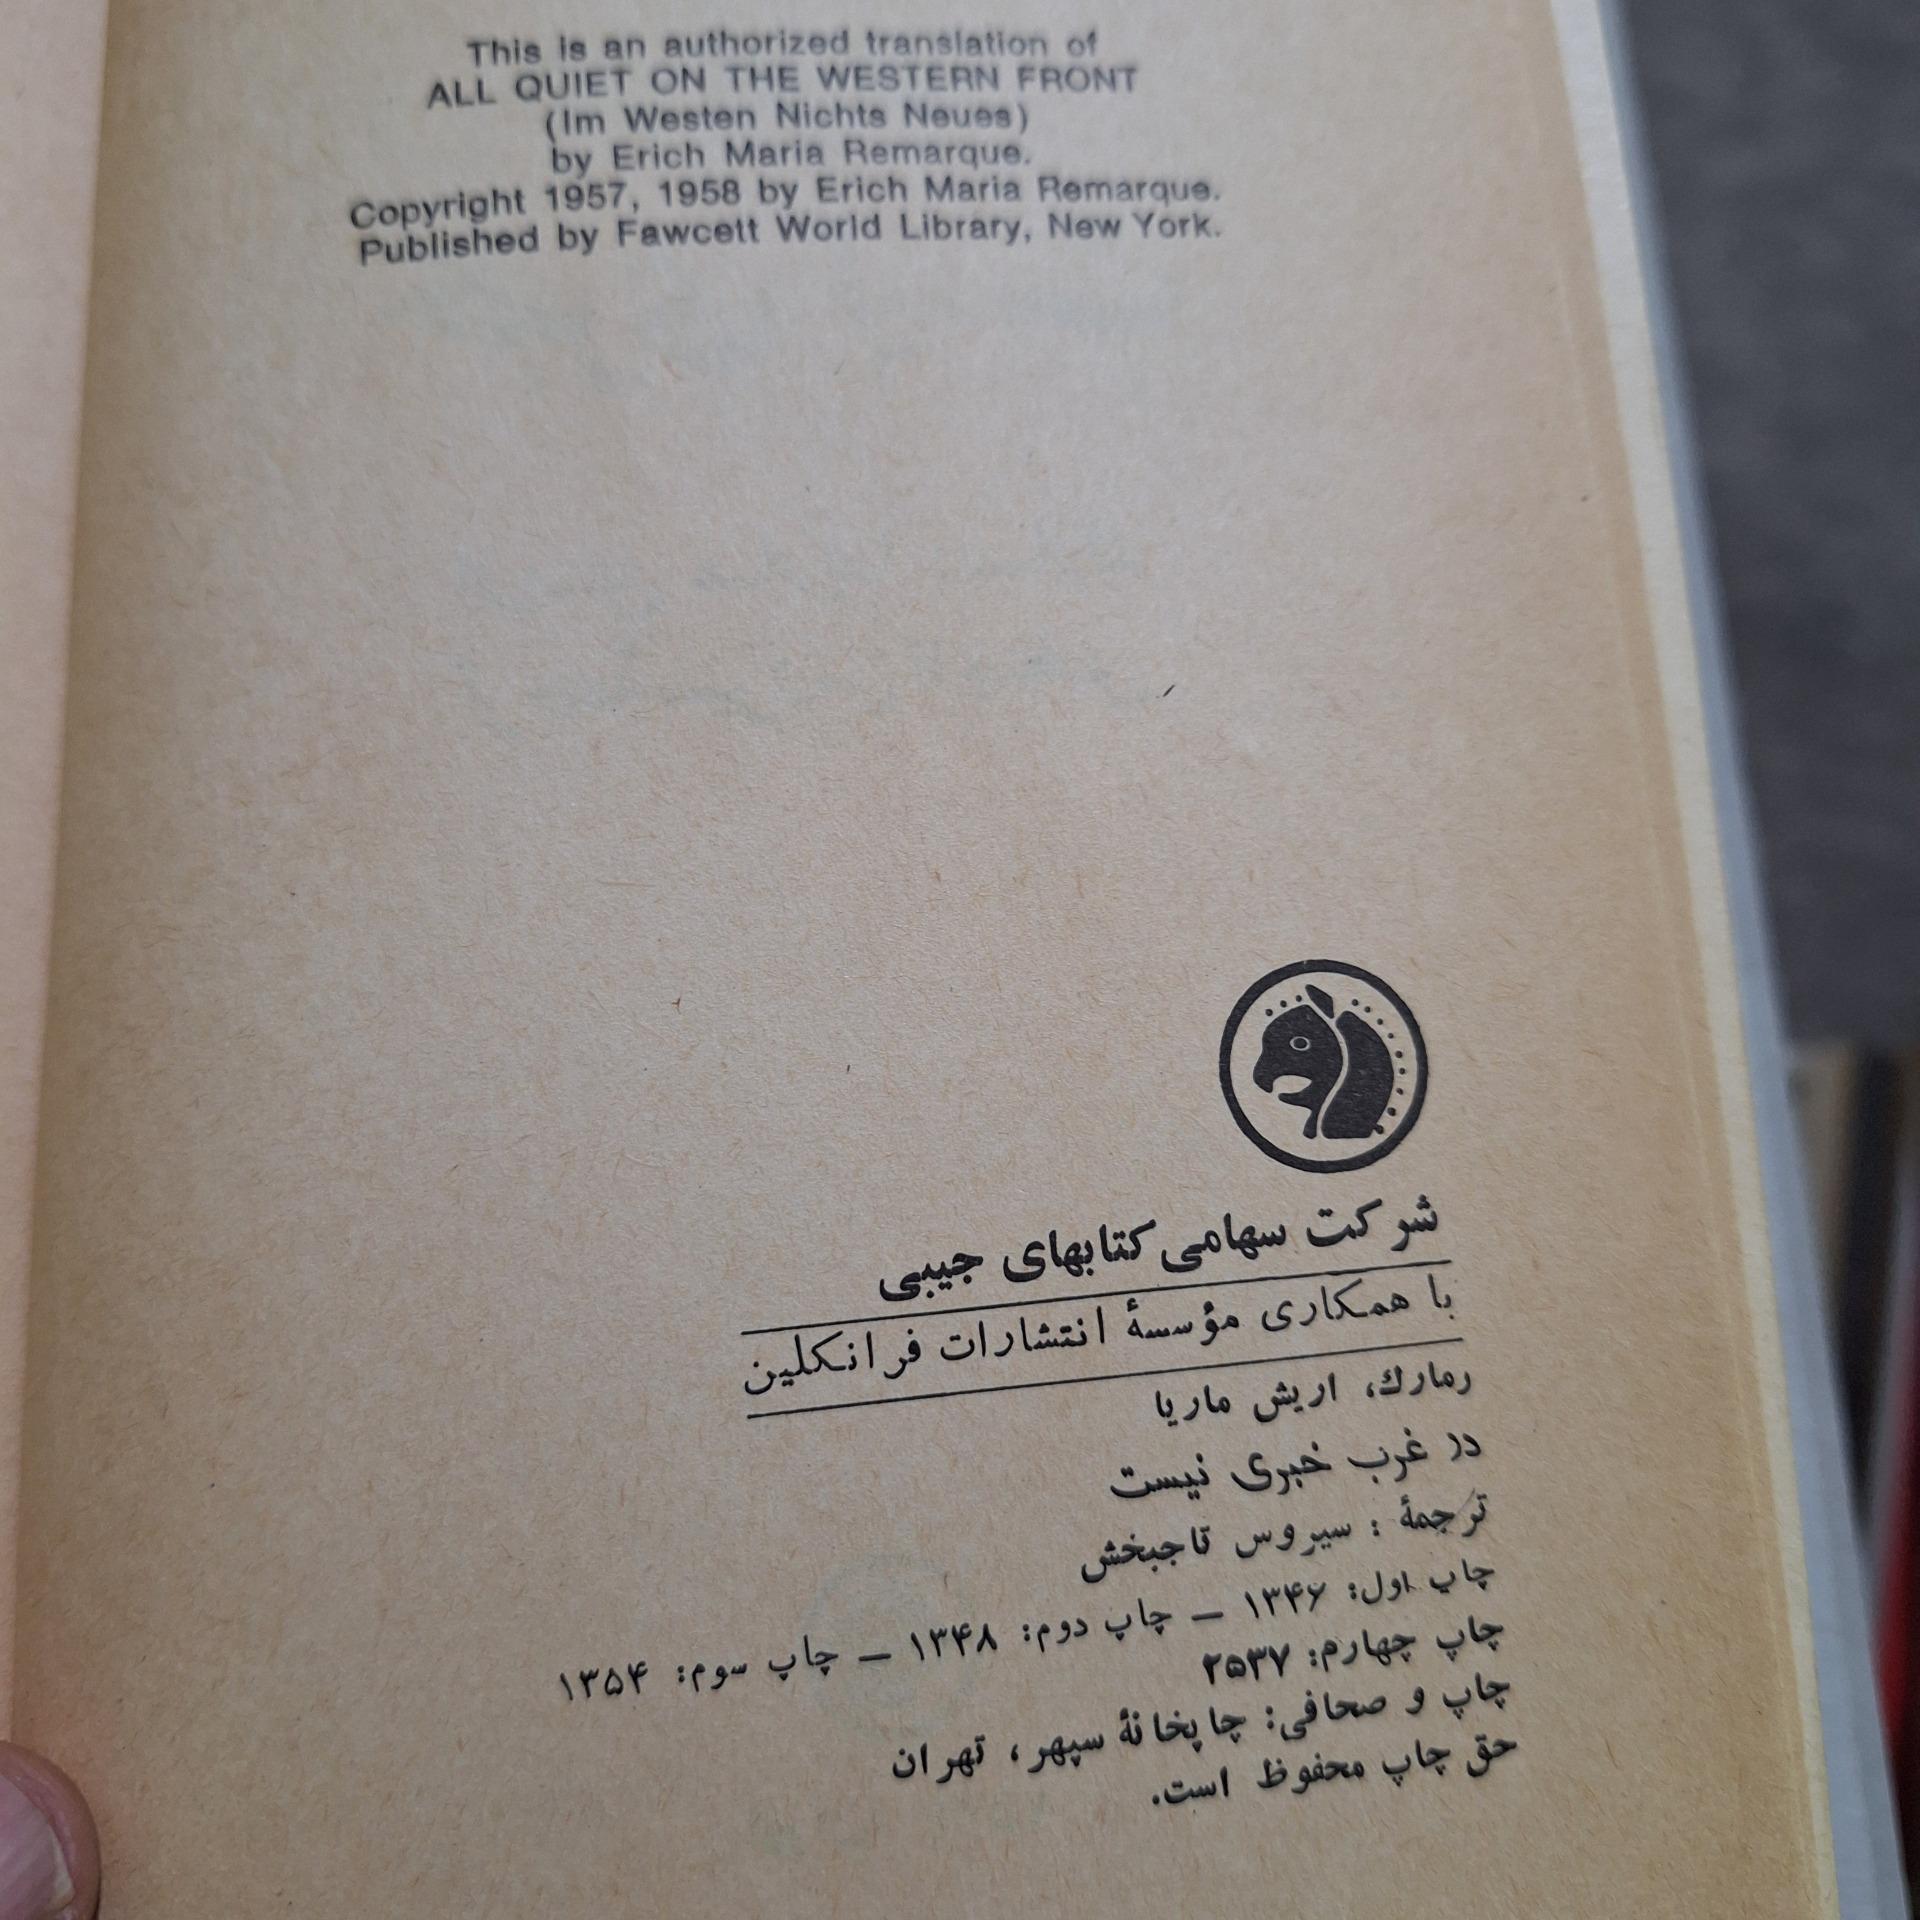 This is an authorized translation of
ALL QUIET ON THE WESTERN FRONT
(Im Westen Nichts Neues)
by Erich Maria Remarque.
Copyright 1957, 1958 by Erich Maria Remarque.
Published by Fawcett World Library, New York.
شرکت سهامی کتابهای جیبی
با همکاری مؤسسهٔ انتشارات فرانکلین
رمارك، اریش ماریا
در غرب خبری نیست
ترجمهٔ : سیروس تاجبخش
چاپ اول: ۱۳۴۶ – چاپ دوم: ۱۳۴۸ – چاپ سوم: ۱۳۵۴
چاپ چهارم: ۲۵۳۷
چاپ و صحافی: چاپخانهٔ سپهر، تهران
حق چاپ محفوظ است.